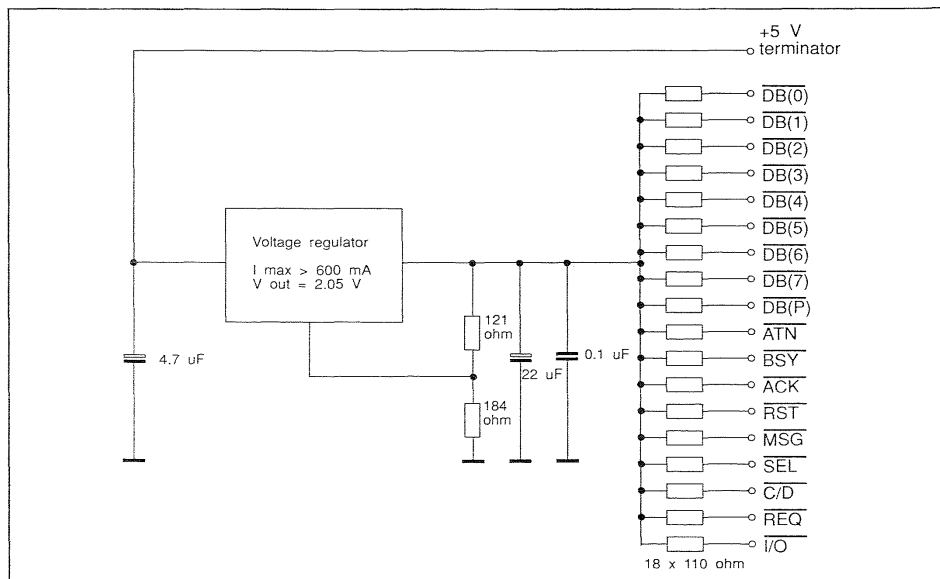 +5 V
terminator
DB(0)
DB(1)
DB(2)
DB(3)
DB(4)
DB(5)
DB(6)
DB(7)
DB(P)
ATN
BSY
ACK
RST
MSG
SEL
C/D
REQ
I/O
18 x 110 ohm
Voltage regulator
I max > 600 mA
V out = 2.05 V
4.7 uF
121
ohm
184
ohm
22 uF
0.1 uF